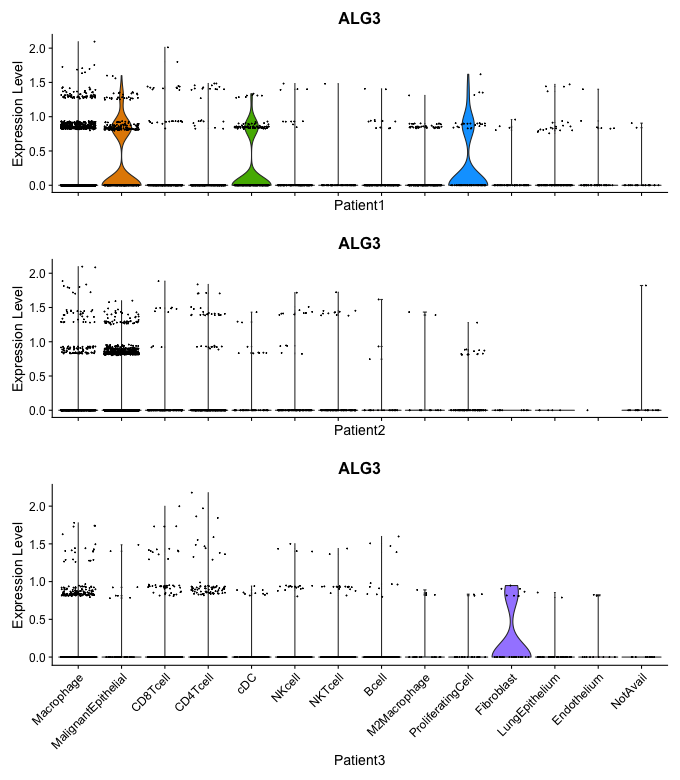 ALG3
Expression Level
2.0
1.5
1.0
0.5
0.0
Patient1
ALG3
Expression Level
2.0
1.5
1.0
0.5
0.0
Patient2
ALG3
Expression Level
2.0
1.5
1.0
0.5
0.0
Macrophage
MalignantEpithelial
CD8Tcell
CD4Tcell
cDC
NKcell
NKTcell
Bcell
M2Macrophage
ProliferatingCell
Fibroblast
LungEpithelium
Endothelium
NotAvail
Patient3